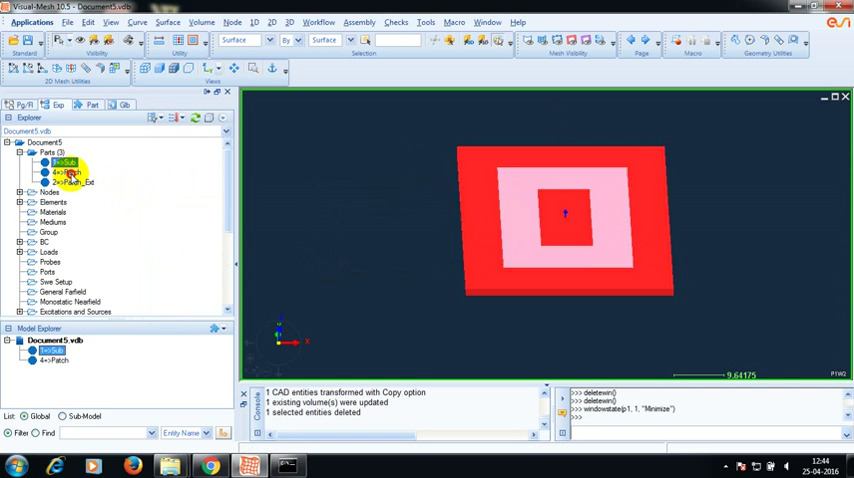 Visual-Mesh 10.5 - Document5.vdb
Applications File Edit View Curve Surface Volume Node 1D 2D 3D Workflow Assembly Checks Tools Macro Window Help
Surface By Surface
Standard Visibility Utility Selection Mesh Visibility Page Macro Geometry Utilities
2D Mesh Utilities Views
Pg/Fl Exp Part Glb
Explorer
Document5.vdb
Document5
Parts (3)
1=>Sub
4=>Patch
2=>Patch_Ext
Nodes
Elements
Materials
Mediums
Group
BC
Loads
Probes
Ports
Swe Setup
General Farfield
Monostatic Nearfield
Excitations and Sources
Model Explorer
Document5.vdb
1=>Sub
4=>Patch
List: Global Sub-Model
Filter Find Entity Name
X
9.64175
P1W2
Console
1 CAD entities transformed with Copy option
1 existing volume(s) were updated
1 selected entities deleted
>>> deletewin()
>>> deletewin()
>>> windowstate(p1, 1, "Minimize")
>>>
12:44
25-04-2016